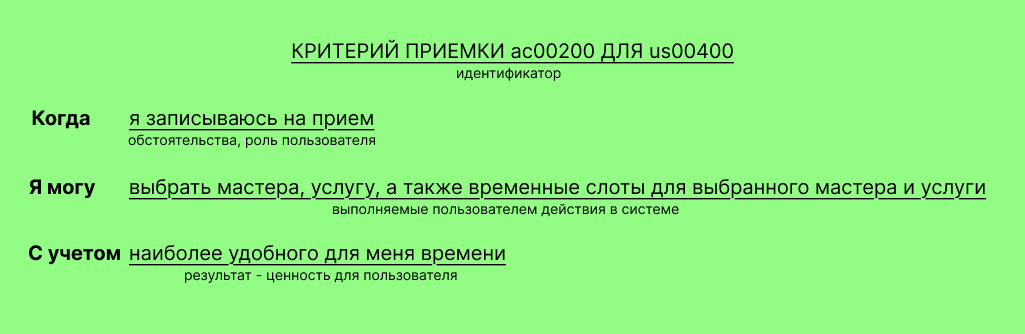 КРИТЕРИЙ ПРИЕМКИ ac00200 ДЛЯ us00400
идентификатор
Когда я записываюсь на прием
обстоятельства, роль пользователя
Я могу выбрать мастера, услугу, а также временные слоты для выбранного мастера и услуги
выполняемые пользователем действия в системе
С учетом наиболее удобного для меня времени
результат - ценность для пользователя